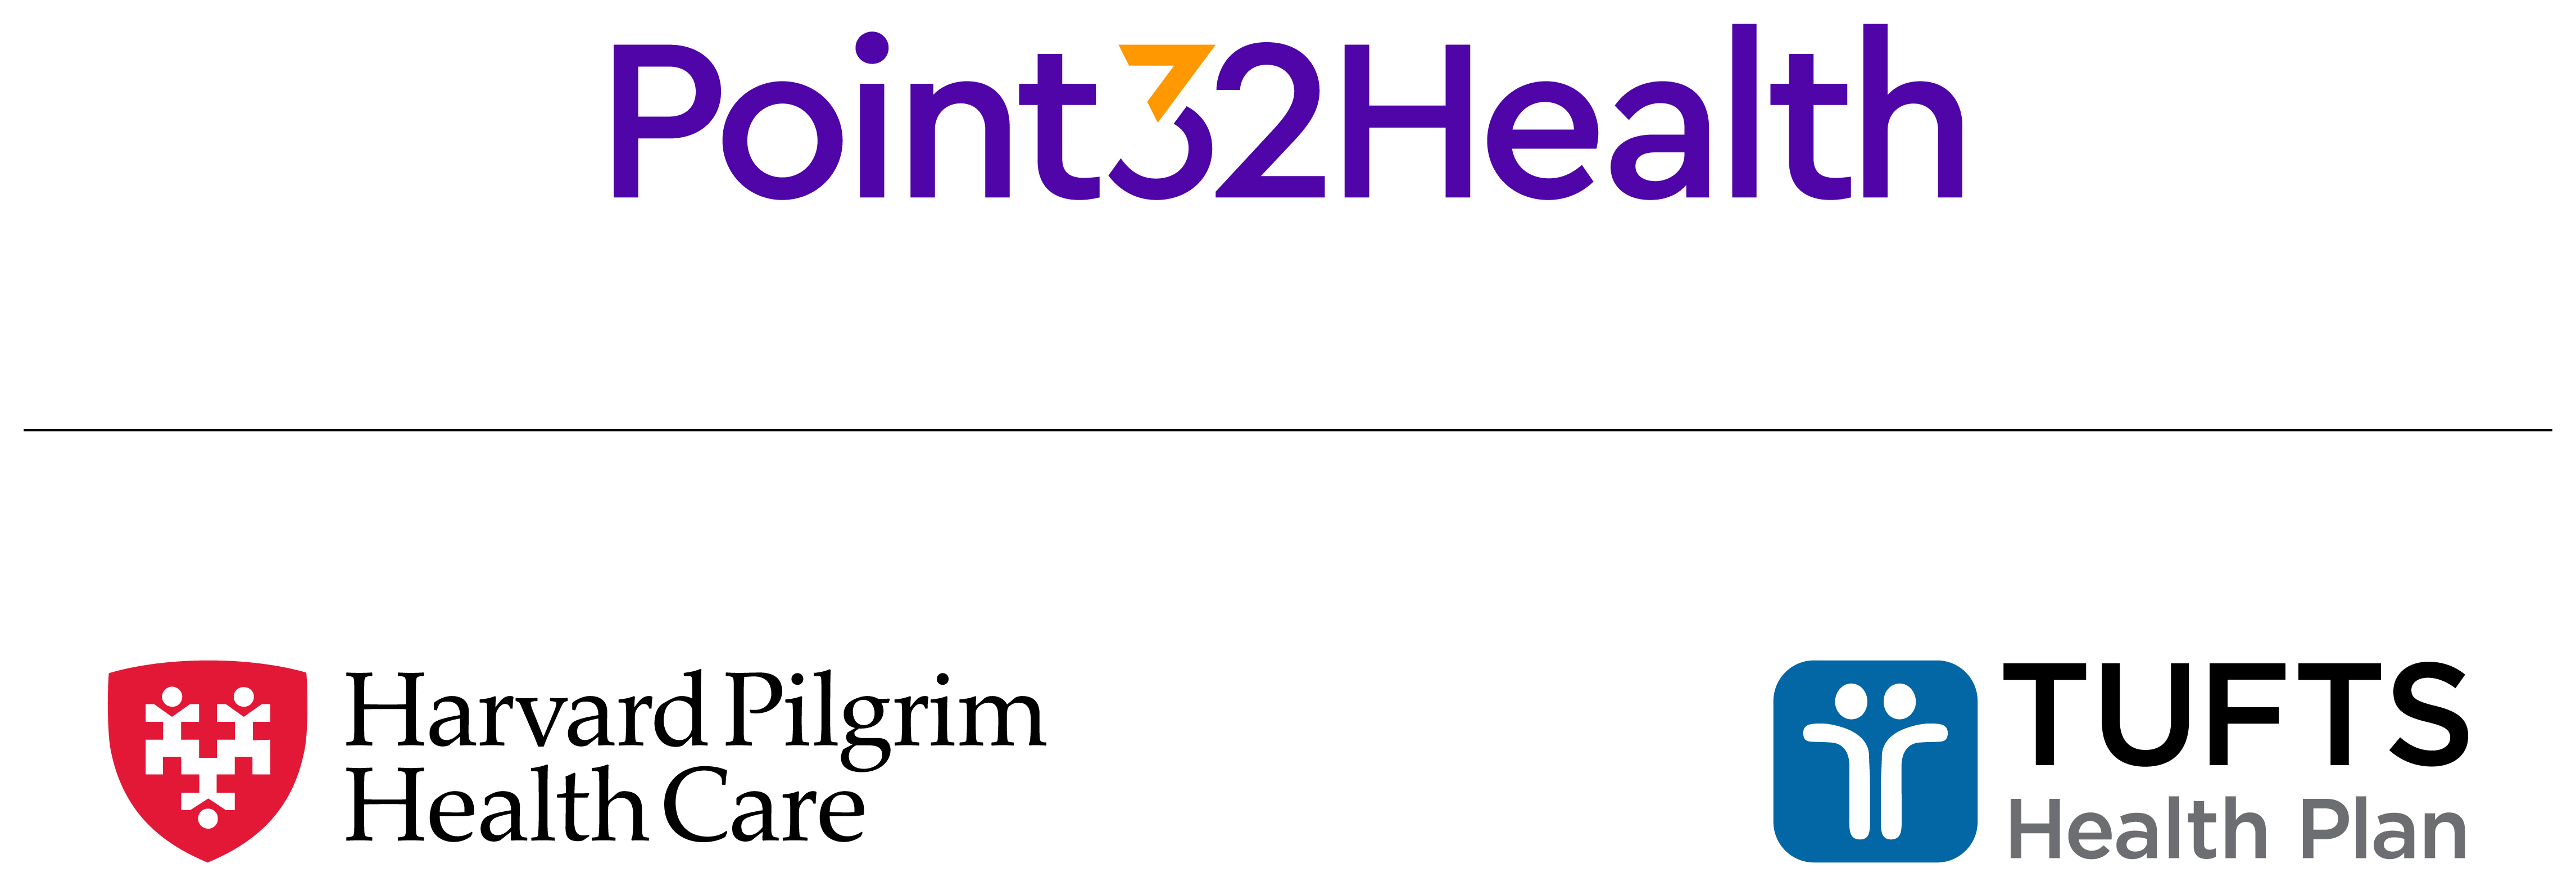 Point32Health
Harvard Pilgrim
Health Care
TUFTS
Health Plan